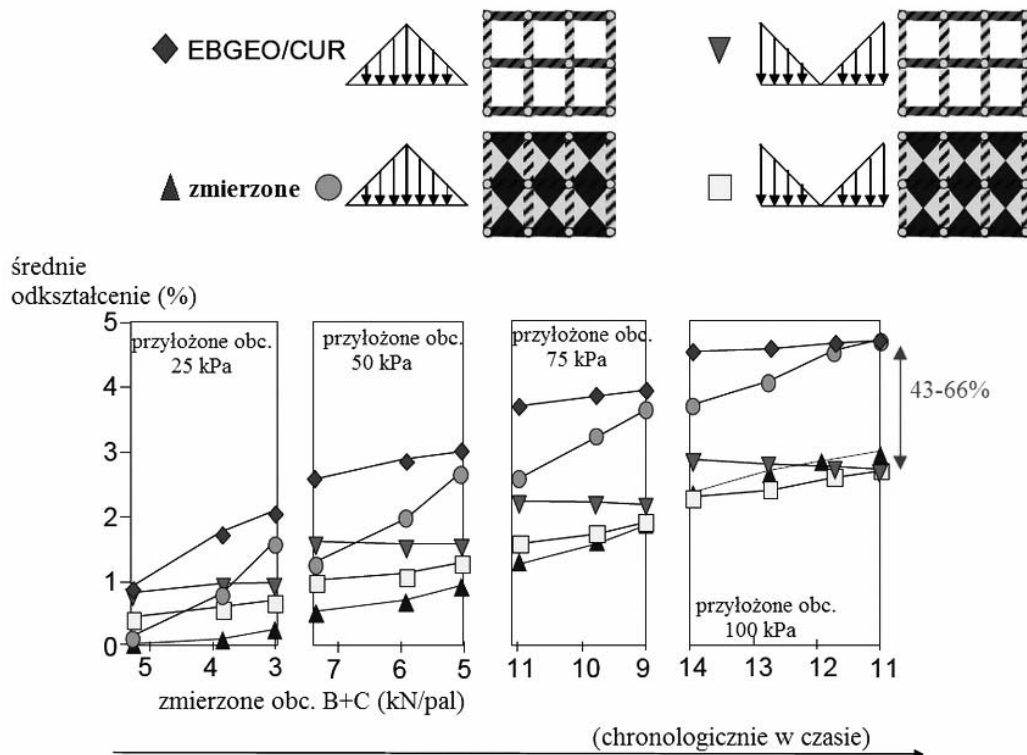 EBGEO/CUR
zmierzone
średnie
odkształcenie (%)
5
4
3
2
1
0
przyłożone obc.
25 kPa
przyłożone obc.
50 kPa
przyłożone obc.
75 kPa
przyłożone obc.
100 kPa
43-66%
5 4 3
7 6 5
11 10 9
14 13 12 11
zmierzone obc. B+C (kN/pal)
(chronologicznie w czasie)